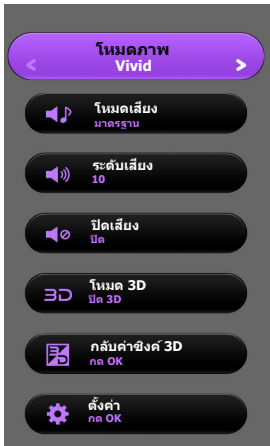 โหมดภาพ
Vivid
โหมดเสียง
มาตรฐาน
ระดับเสียง
10
ปิดเสียง
ปิด
3D
โหมด 3D
ปิด 3D
กลับค่าซิงค์ 3D
กด OK
ตั้งค่า
กด OK